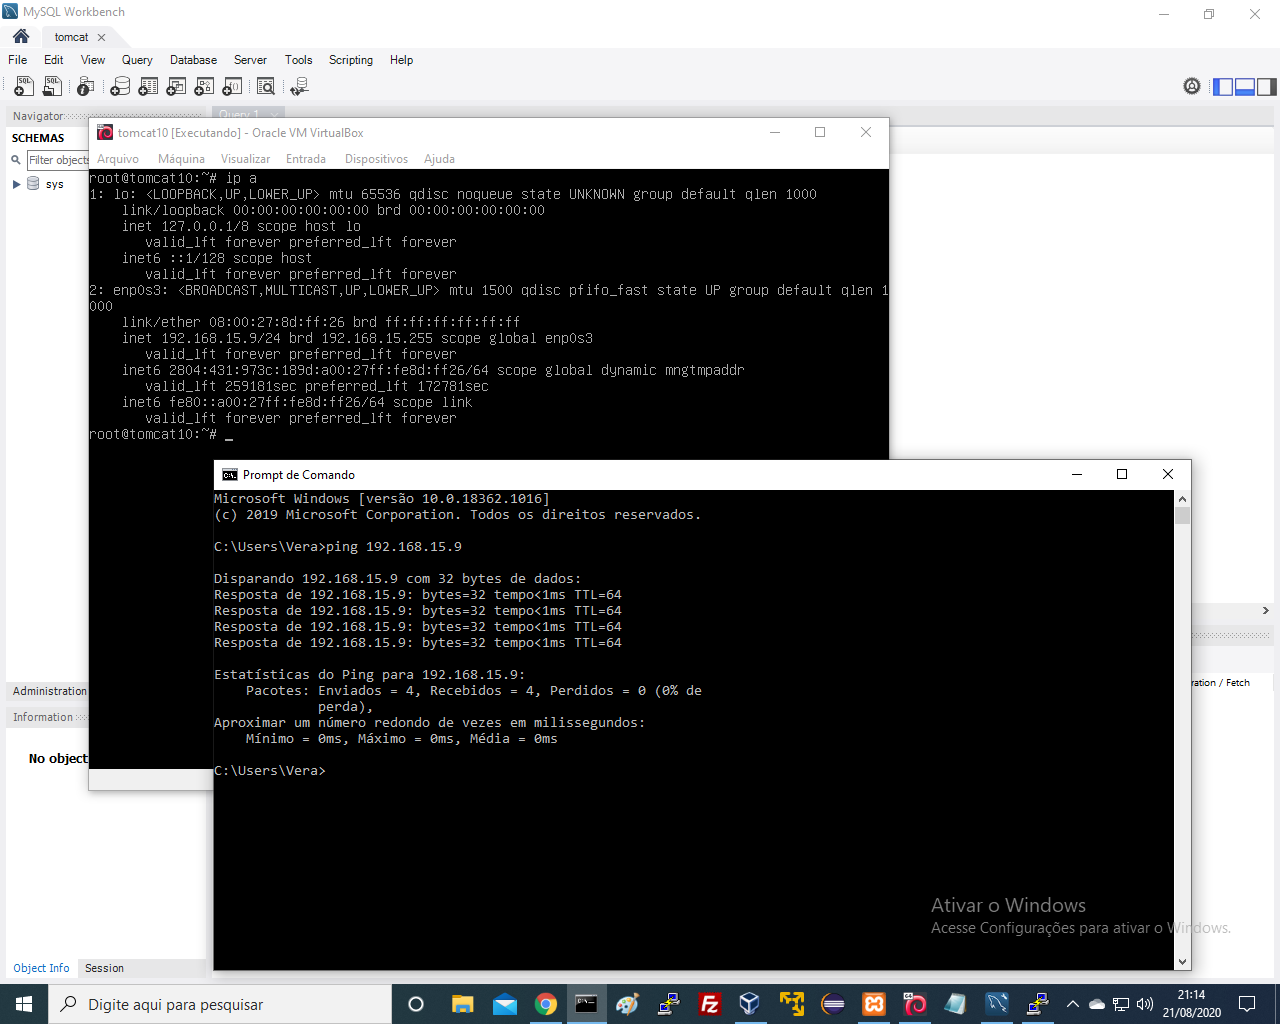 MySQL Workbench
tomcat
File Edit View Query Database Server Tools Scripting Help
Navigator
Query 1
SCHEMAS
Filter objects
sys
tomcat10 [Executando] - Oracle VM VirtualBox
Arquivo Máquina Visualizar Entrada Dispositivos Ajuda
root@tomcat10:~# ip a
1: lo: <LOOPBACK,UP,LOWER_UP> mtu 65536 qdisc noqueue state UNKNOWN group default qlen 1000
link/loopback 00:00:00:00:00:00 brd 00:00:00:00:00:00
inet 127.0.0.1/8 scope host lo
valid_lft forever preferred_lft forever
inet6 ::1/128 scope host
valid_lft forever preferred_lft forever
2: enp0s3: <BROADCAST,MULTICAST,UP,LOWER_UP> mtu 1500 qdisc pfifo_fast state UP group default qlen 1
000
link/ether 08:00:27:8d:ff:26 brd ff:ff:ff:ff:ff:ff
inet 192.168.15.9/24 brd 192.168.15.255 scope global enp0s3
valid_lft forever preferred_lft forever
inet6 2804:431:973c:189d:a00:27ff:fe8d:ff26/64 scope global dynamic mngtmpaddr
valid_lft 259181sec preferred_lft 172781sec
inet6 fe80::a00:27ff:fe8d:ff26/64 scope link
valid_lft forever preferred_lft forever
root@tomcat10:~# _
Prompt de Comando
Microsoft Windows [versão 10.0.18362.1016]
(c) 2019 Microsoft Corporation. Todos os direitos reservados.
C:\Users\Vera>ping 192.168.15.9
Disparando 192.168.15.9 com 32 bytes de dados:
Resposta de 192.168.15.9: bytes=32 tempo<1ms TTL=64
Resposta de 192.168.15.9: bytes=32 tempo<1ms TTL=64
Resposta de 192.168.15.9: bytes=32 tempo<1ms TTL=64
Resposta de 192.168.15.9: bytes=32 tempo<1ms TTL=64
Estatísticas do Ping para 192.168.15.9:
Pacotes: Enviados = 4, Recebidos = 4, Perdidos = 0 (0% de
perda),
Aproximar um número redondo de vezes em milissegundos:
Mínimo = 0ms, Máximo = 0ms, Média = 0ms
C:\Users\Vera>
Administration
ration / Fetch
Information
No object
Ativar o Windows
Acesse Configurações para ativar o Windows.
Object Info Session
Digite aqui para pesquisar
21:14
21/08/2020